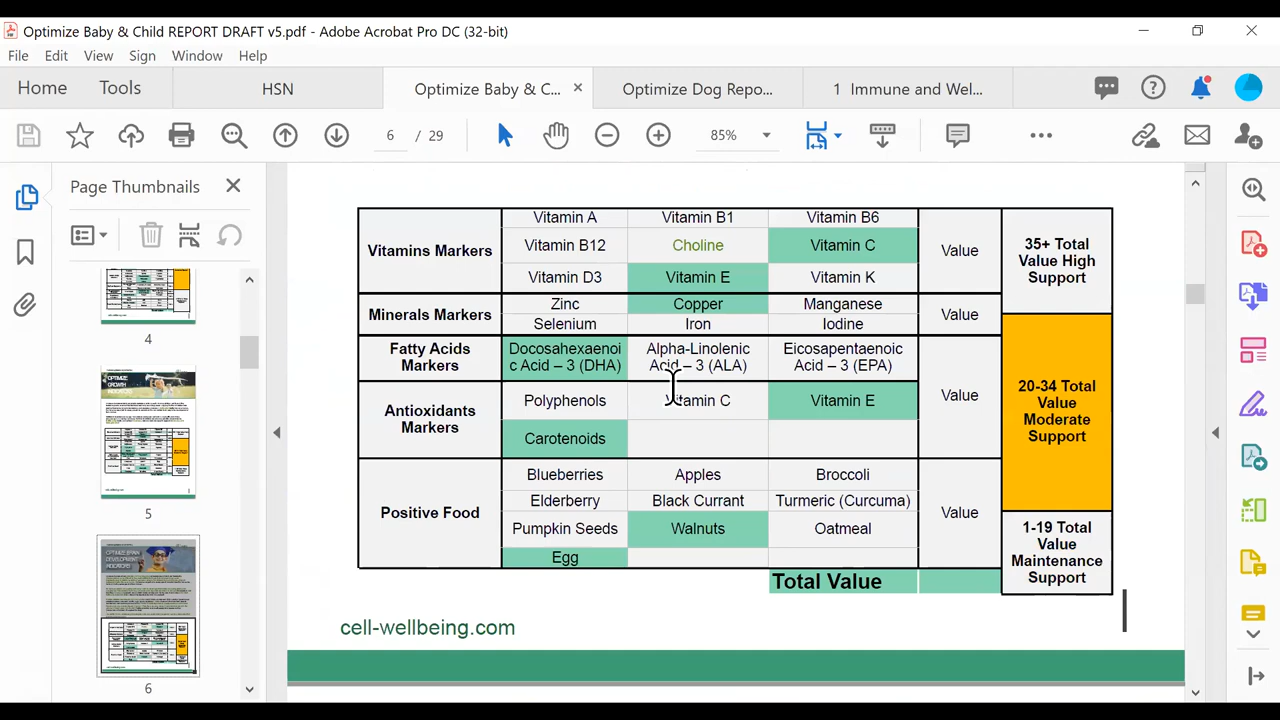 Optimize Baby & Child REPORT DRAFT v5.pdf - Adobe Acrobat Pro DC (32-bit)
File Edit View Sign Window Help
Home Tools HSN Optimize Baby & C... Optimize Dog Repo... 1 Immune and Wel...
6 / 29 85%
Page Thumbnails
4
5
6
Vitamins Markers
Vitamin A Vitamin B1 Vitamin B6
Vitamin B12 Choline Vitamin C
Vitamin D3 Vitamin E Vitamin K
Value
Minerals Markers
Zinc Copper Manganese
Selenium Iron Iodine
Value
Fatty Acids
Markers
Docosahexaenoi
c Acid – 3 (DHA)
Alpha-Linolenic
Acid – 3 (ALA)
Eicosapentaenoic
Acid – 3 (EPA)
Antioxidants
Markers
Polyphenols Vitamin C Vitamin E
Carotenoids
Value
Positive Food
Blueberries Apples Broccoli
Elderberry Black Currant Turmeric (Curcuma)
Pumpkin Seeds Walnuts Oatmeal
Egg
Value
35+ Total
Value High
Support
20-34 Total
Value
Moderate
Support
1-19 Total
Value
Maintenance
Support
Total Value
cell-wellbeing.com